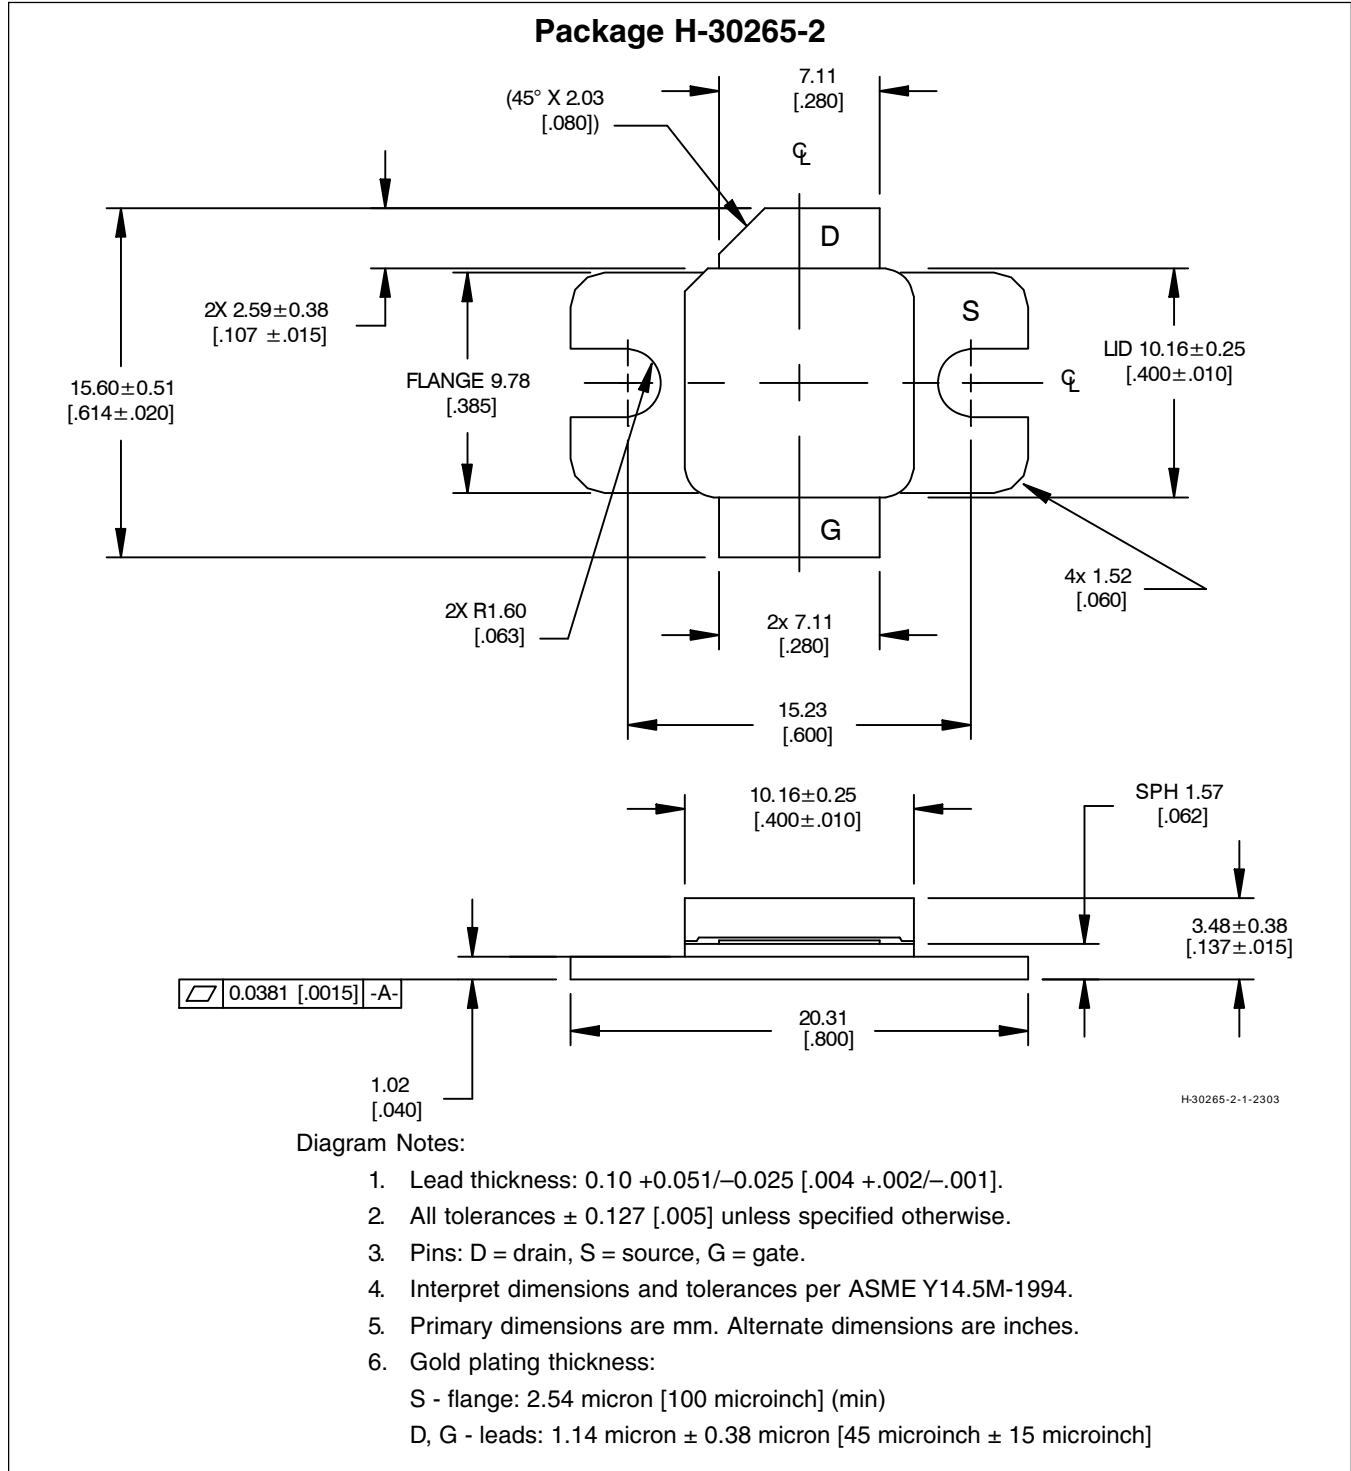 Package H-30265-2
7.11
[.280]
(45° X 2.03
[.080])
℄
D
S
2X 2.59±0.38
[.107 ±.015]
LID 10.16±0.25
[.400±.010]
FLANGE 9.78
[.385]
℄
15.60±0.51
[.614±.020]
G
4x 1.52
[.060]
2X R1.60
[.063]
2x 7.11
[.280]
15.23
[.600]
10.16±0.25
[.400±.010]
SPH 1.57
[.062]
3.48±0.38
[.137±.015]
⏥ 0.0381 [.0015] -A-
20.31
[.800]
1.02
[.040]
H-30265-2-1-2303
Diagram Notes:
1. Lead thickness: 0.10 +0.051/–0.025 [.004 +.002/–.001].
2. All tolerances ± 0.127 [.005] unless specified otherwise.
3. Pins: D = drain, S = source, G = gate.
4. Interpret dimensions and tolerances per ASME Y14.5M-1994.
5. Primary dimensions are mm. Alternate dimensions are inches.
6. Gold plating thickness:
S - flange: 2.54 micron [100 microinch] (min)
D, G - leads: 1.14 micron ± 0.38 micron [45 microinch ± 15 microinch]